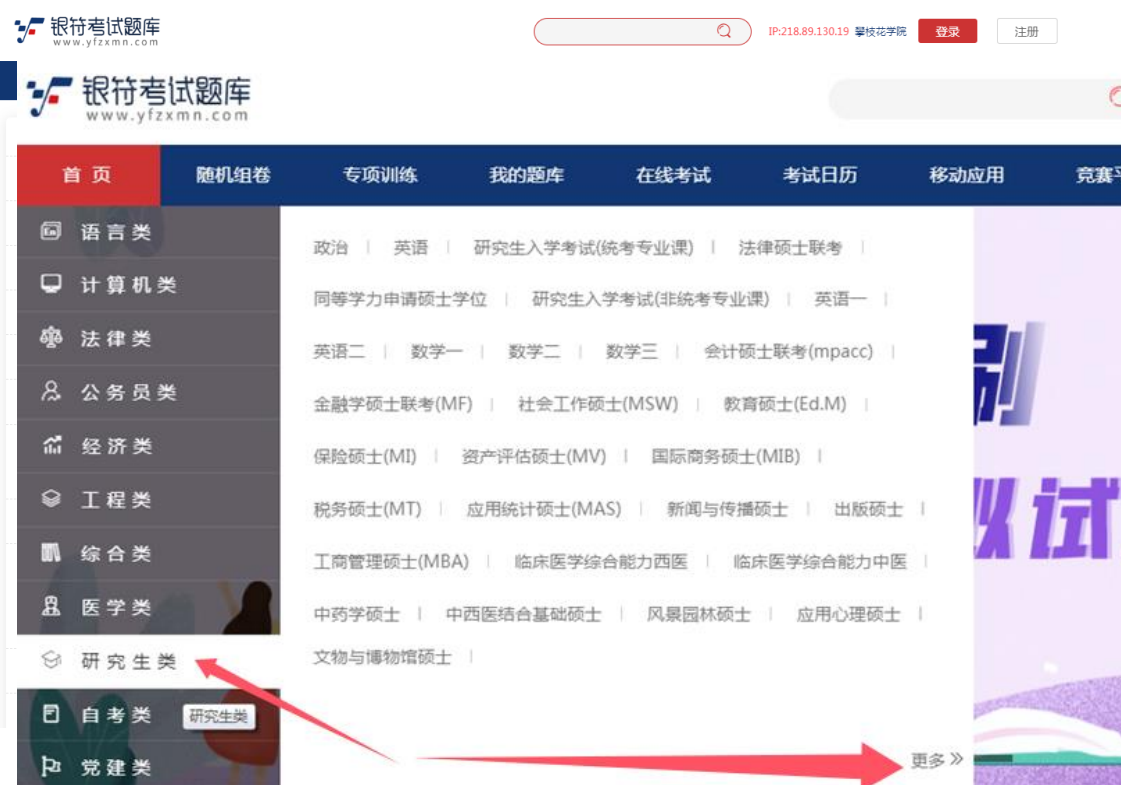 银符考试题库
www.yfzxmn.com
IP:218.89.130.19 攀枝花学院 登录 注册
银符考试题库
www.yfzxmn.com
首页 随机组卷 专项训练 我的题库 在线考试 考试日历 移动应用 竞赛
语言类
计算机类
法律类
公务员类
经济类
工程类
综合类
医学类
研究生类
自考类
研究生类
党建类
政治 | 英语 | 研究生入学考试(统考专业课) | 法律硕士联考 |
同等学力申请硕士学位 | 研究生入学考试(非统考专业课) | 英语一 |
英语二 | 数学一 | 数学二 | 数学三 | 会计硕士联考(mpacc) |
金融学硕士联考(MF) | 社会工作硕士(MSW) | 教育硕士(Ed.M) |
保险硕士(MI) | 资产评估硕士(MV) | 国际商务硕士(MIB) |
税务硕士(MT) | 应用统计硕士(MAS) | 新闻与传播硕士 | 出版硕士 |
工商管理硕士(MBA) | 临床医学综合能力西医 | 临床医学综合能力中医 |
中药学硕士 | 中西医结合基础硕士 | 风景园林硕士 | 应用心理硕士 |
文物与博物馆硕士 |
更多 »
试